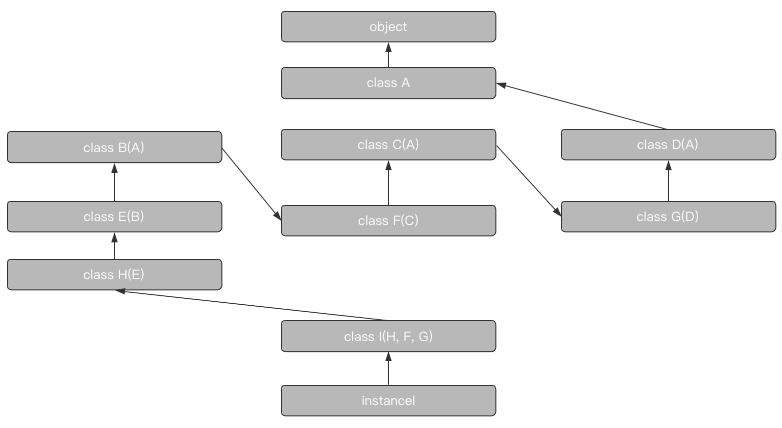 object
class A
class B(A)
class C(A)
class D(A)
class E(B)
class F(C)
class G(D)
class H(E)
class I(H, F, G)
instanceI